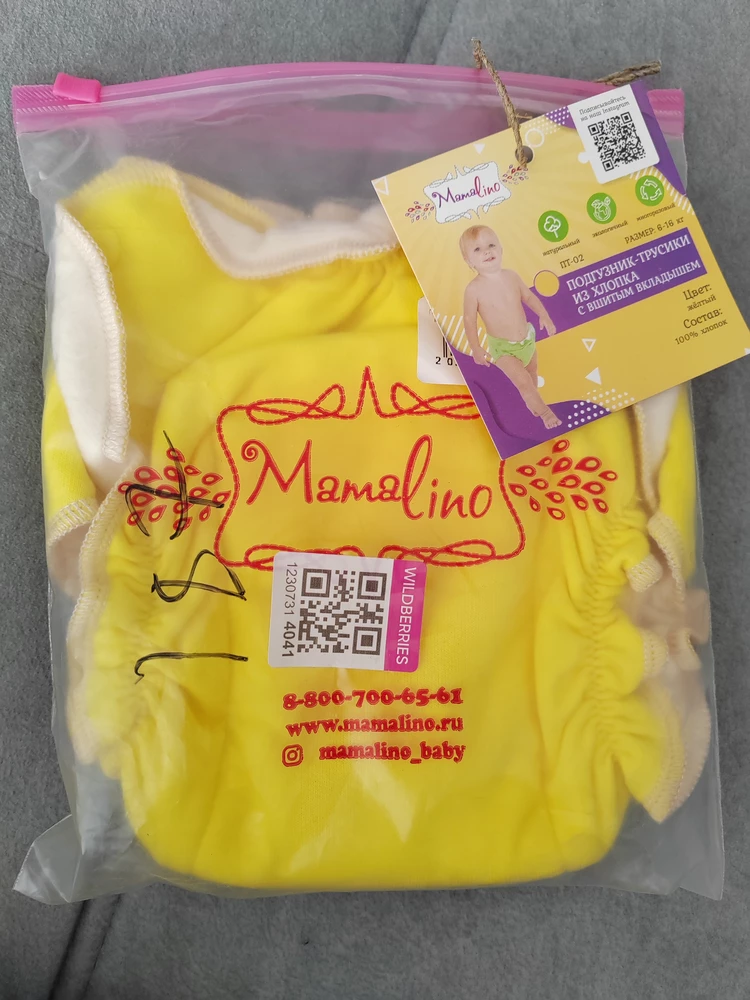 Подписывайтесь
на наш Instagram
Mamalino
натуральный
экологичный
многоразовый
ПТ-02
РАЗМЕР: 6-16 кг
ПОДГУЗНИК-ТРУСИКИ
ИЗ ХЛОПКА
С ВШИТЫМ ВКЛАДЫШЕМ
Цвет:
жёлтый
Состав:
100% хлопок
Mamalino
WILDBERRIES
1230731 4041
8-800-700-65-61
www.mamalino.ru
mamalino_baby